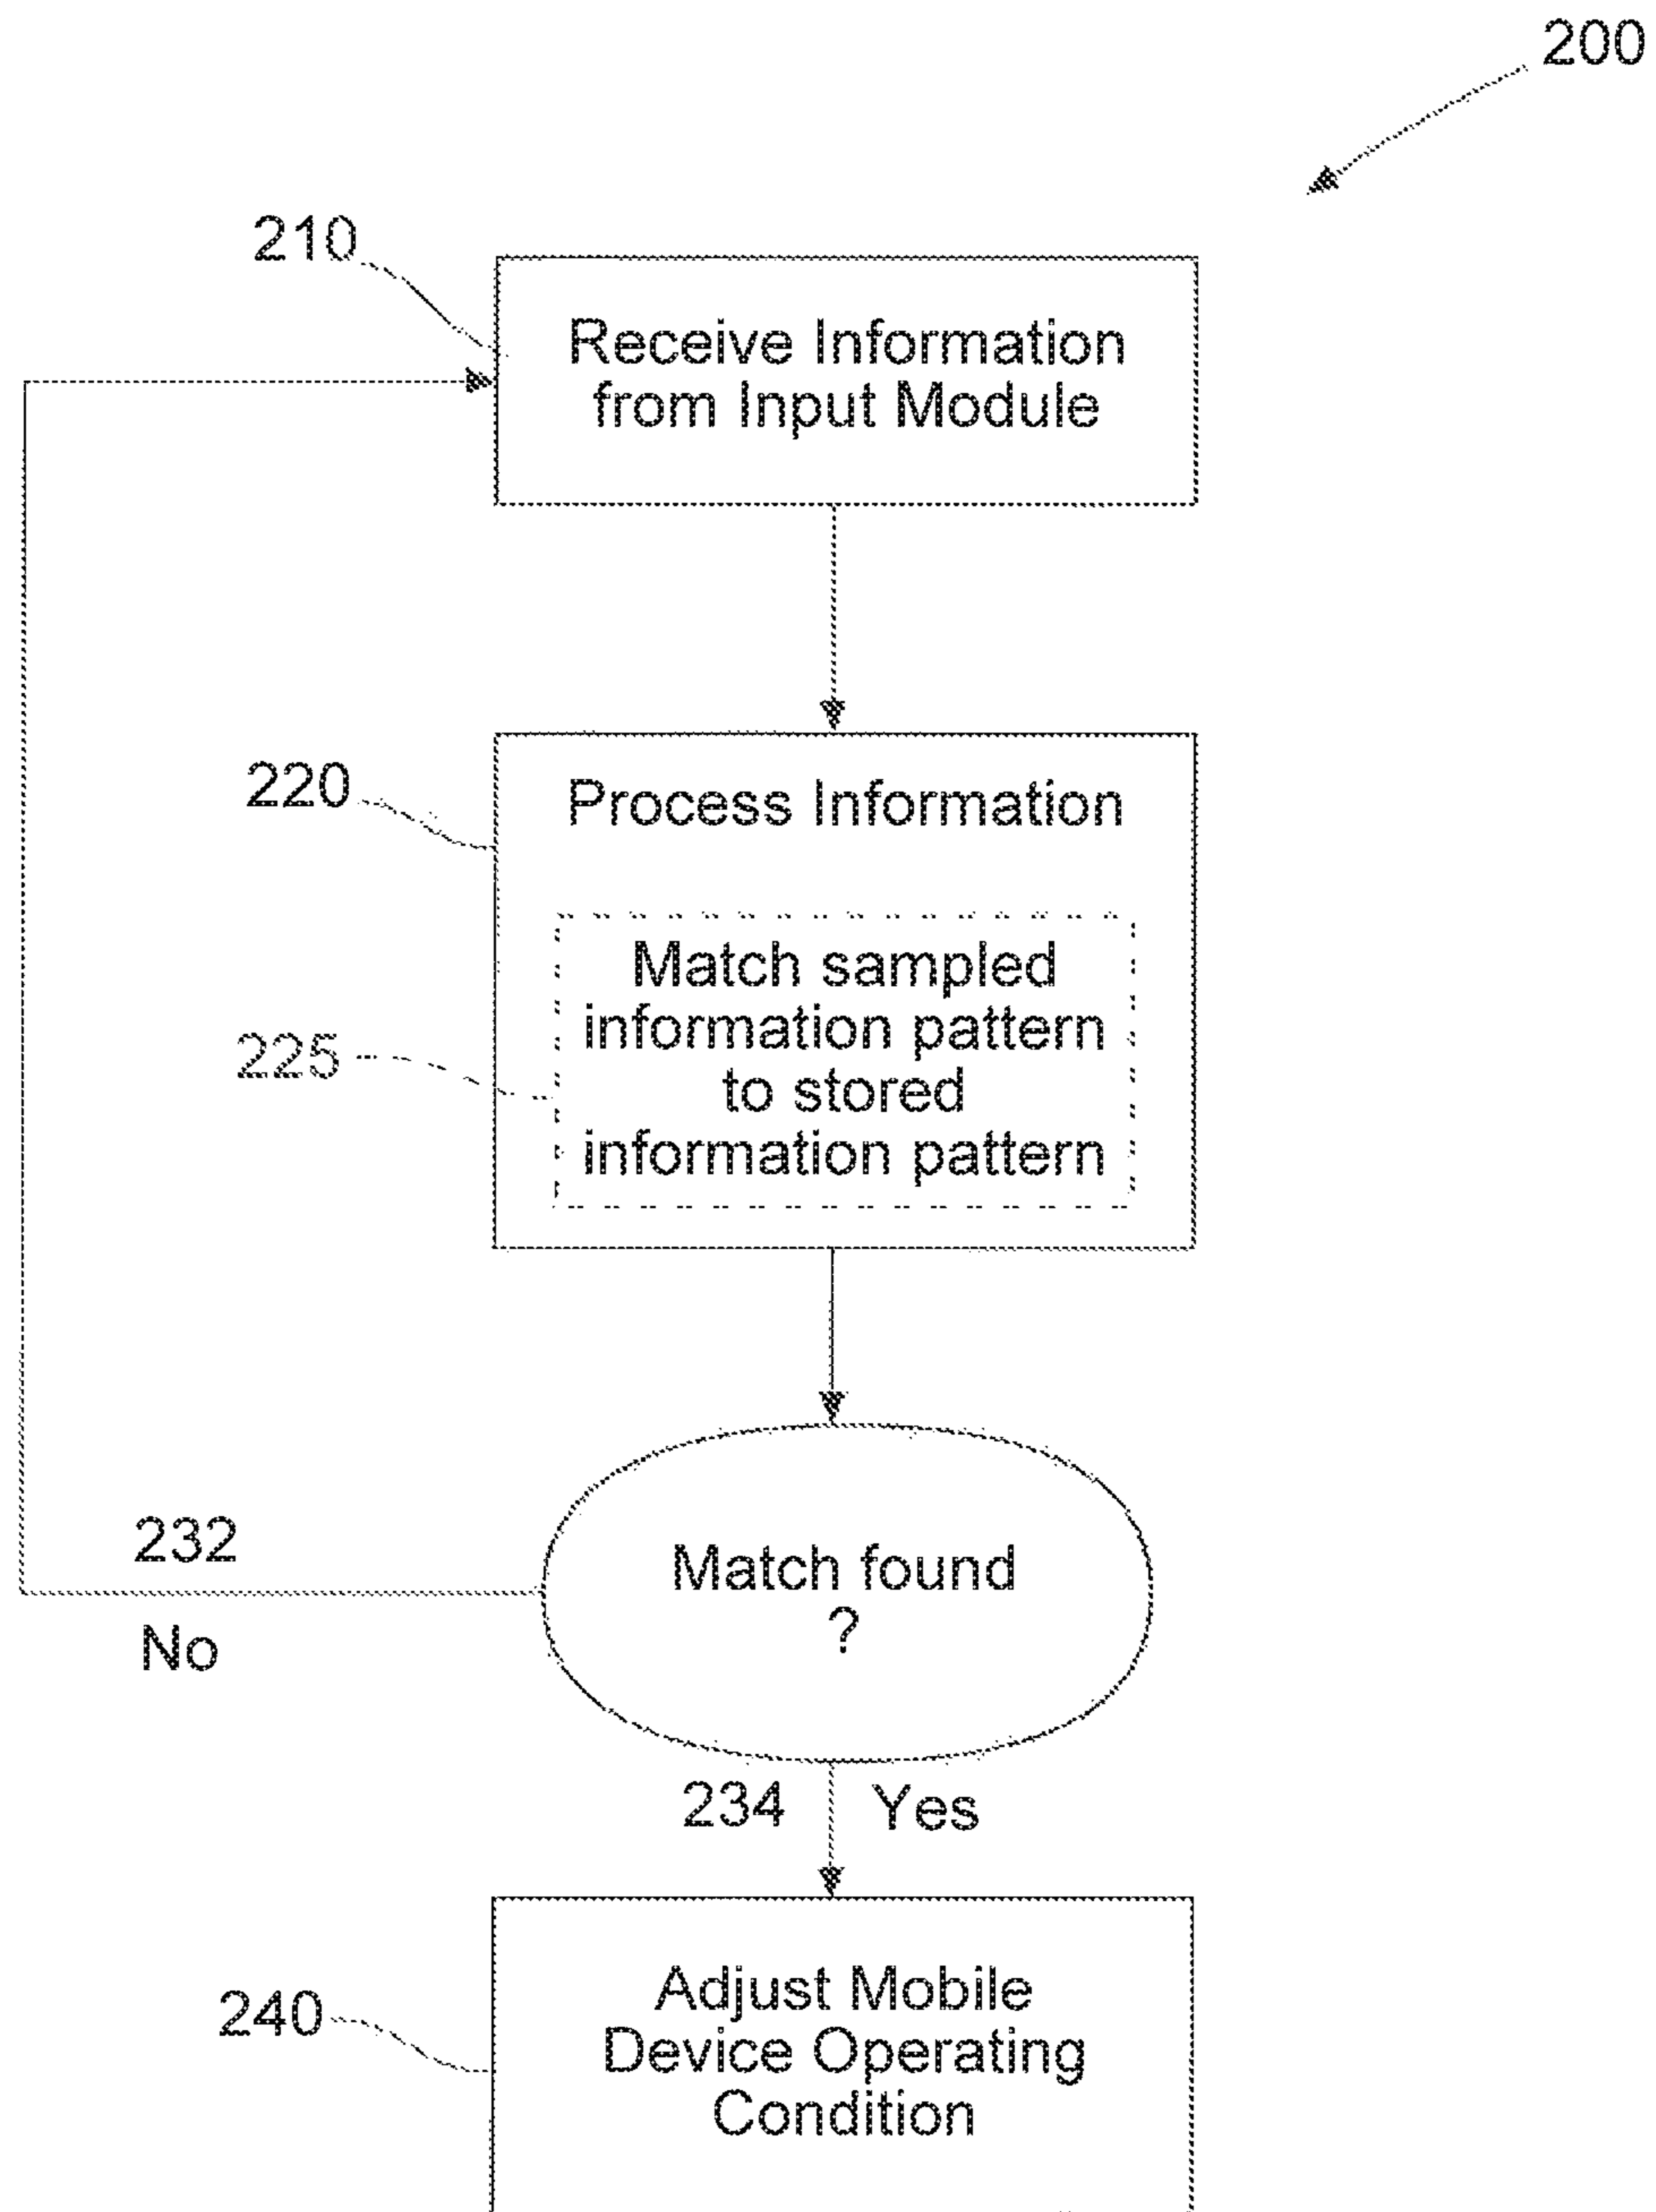 200
210
Receive Information
from Input Module
220
Process Information
Match sampled
information pattern
to stored
information pattern
225
232
No
Match found
?
234
Yes
240
Adjust Mobile
Device Operating
Condition